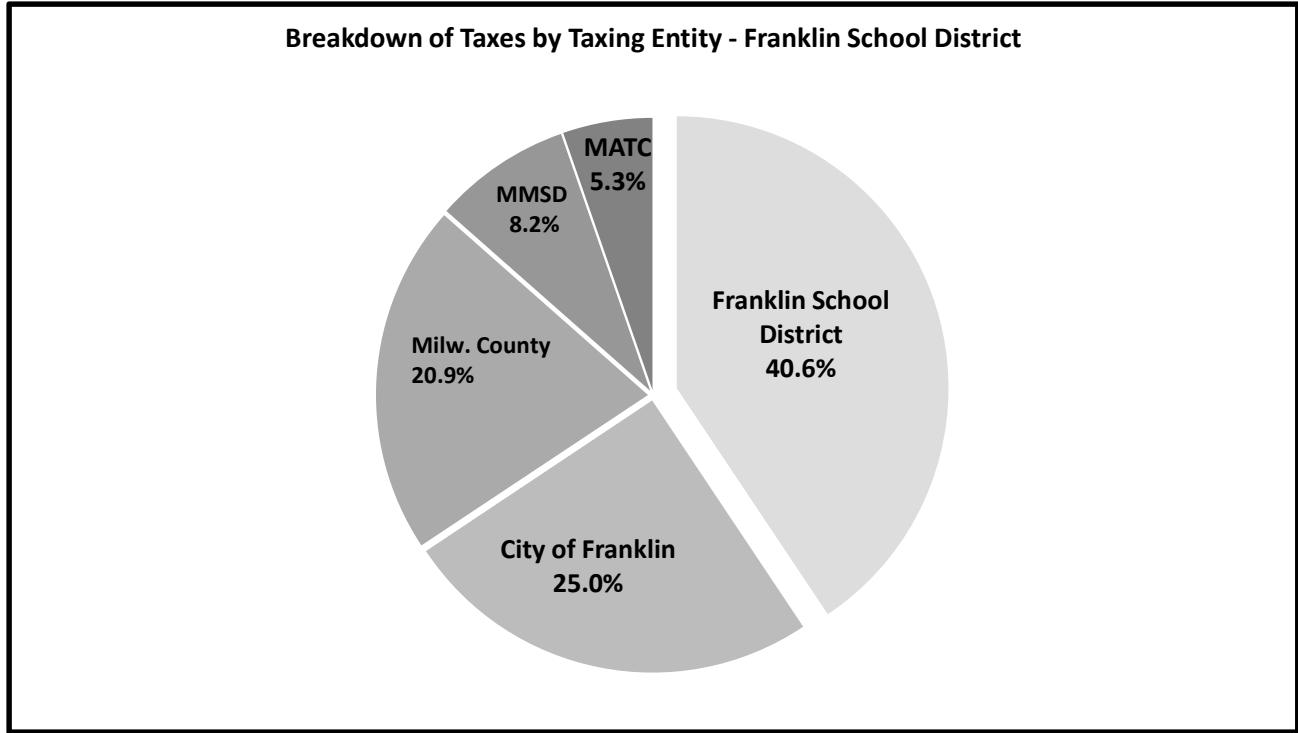 Breakdown of Taxes by Taxing Entity - Franklin School District
MATC
5.3%
MMSD
8.2%
Franklin School
District
40.6%
Milw. County
20.9%
City of Franklin
25.0%